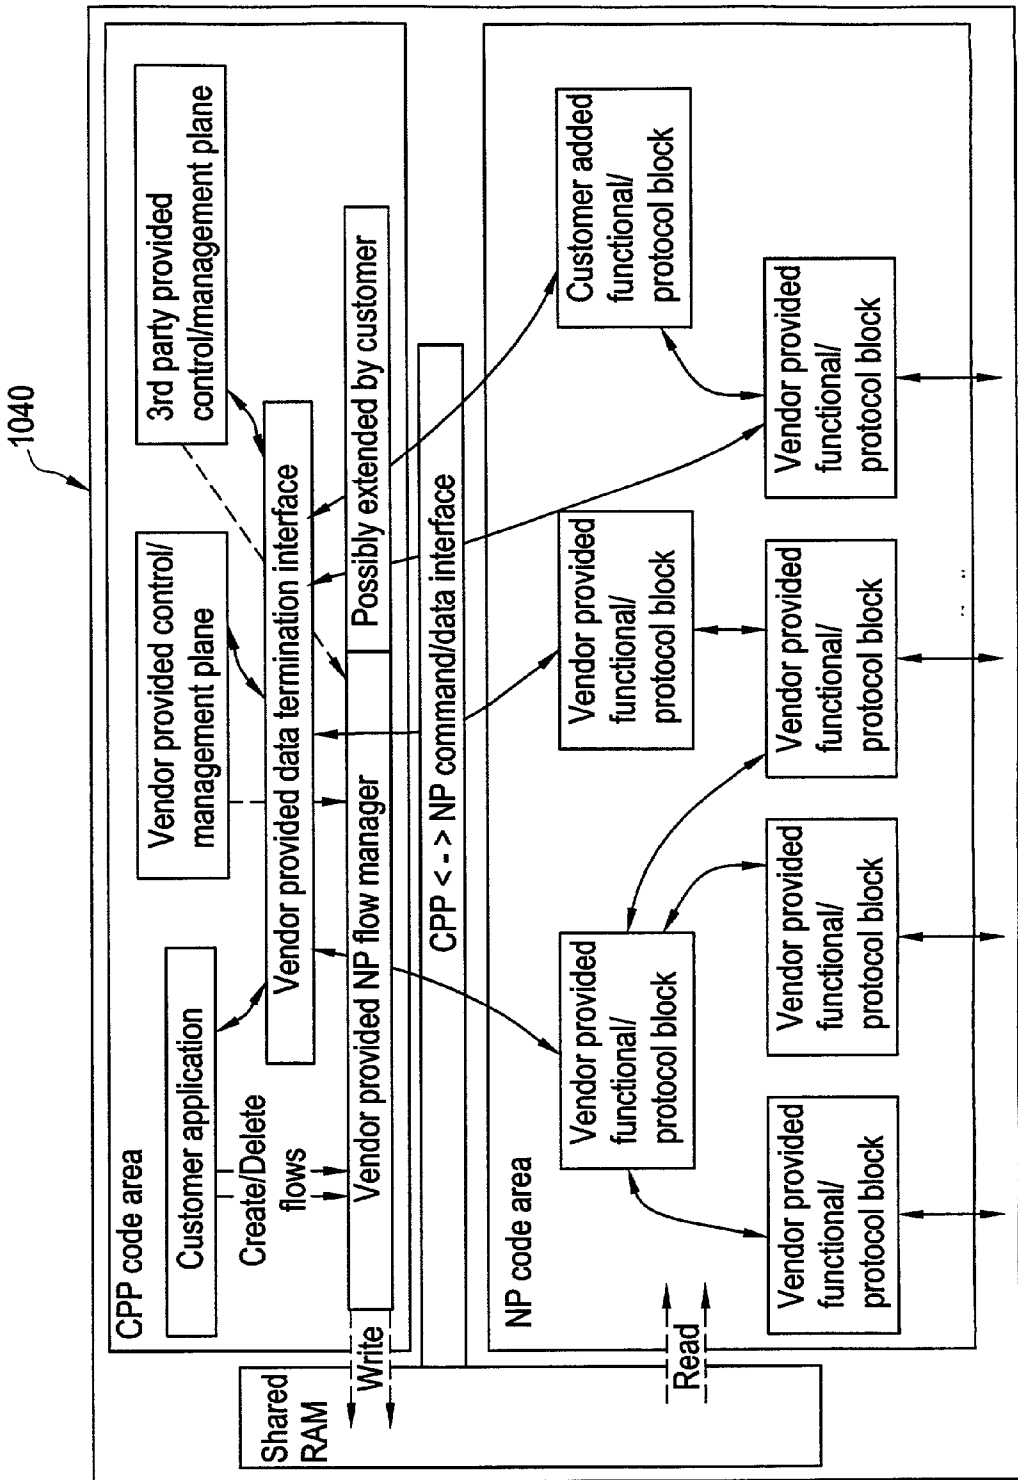 1040
CPP code area
Customer application
Vendor provided control/
management plane
3rd party provided
control/management plane
Create/Delete
flows
Vendor provided data termination interface
Vendor provided NP flow manager
Possibly extended by customer
Shared
RAM
Write
CPP < - > NP command/data interface
Read
NP code area
Vendor provided
functional/
protocol block
Vendor provided
functional/
protocol block
Customer added
functional/
protocol block
Vendor provided
functional/
protocol block
Vendor provided
functional/
protocol block
Vendor provided
functional/
protocol block
Vendor provided
functional/
protocol block